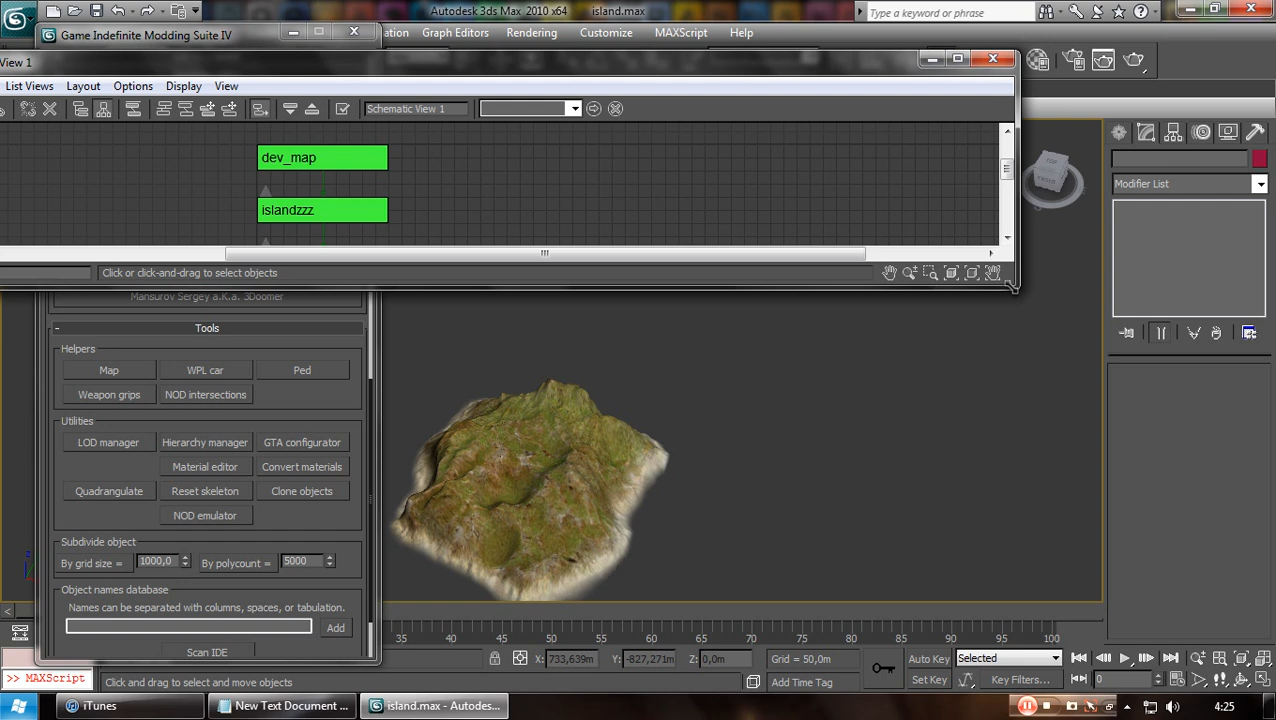 Autodesk 3ds Max 2010 x64 island.max
Type a keyword or phrase
Game Indefinite Modding Suite IV
ation Graph Editors Rendering Customize MAXScript Help
View 1
List Views Layout Options Display View
Schematic View 1
dev_map
islandzzz
Click or click-and-drag to select objects
TOP
FRONT
Modifier List
Mansurov Sergey a.K.a. 3Doomer
- Tools
Helpers
Map WPL car Ped
Weapon grips NOD intersections
Utilities
LOD manager Hierarchy manager GTA configurator
Material editor Convert materials
Quadrangulate Reset skeleton Clone objects
NOD emulator
Subdivide object
By grid size = 1000,0 By polycount = 5000
Object names database
Names can be separated with columns, spaces, or tabulation.
Add
Scan IDE
35 40 45 50 55 60 65 70 75 80 85 90 95 100
X: 733,639m Y: -827,271m Z: 0,0m Grid = 50,0m Auto Key Selected
>> MAXScript Click and drag to select and move objects Add Time Tag Set Key Key Filters... 0
iTunes New Text Document ... island.max - Autodes... 4:25